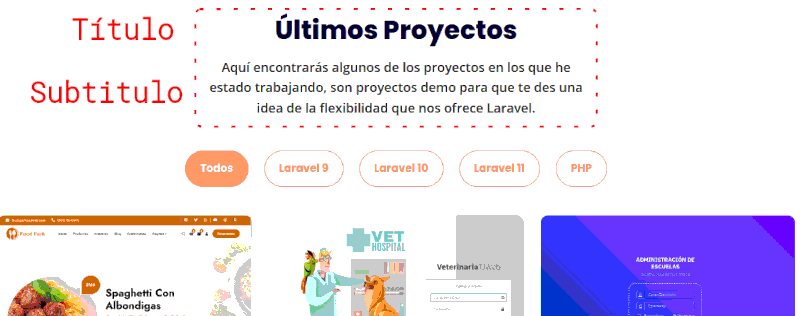 Título
Últimos Proyectos
Subtitulo
Aquí encontrarás algunos de los proyectos en los que he
estado trabajando, son proyectos demo para que te des una
idea de la flexibilidad que nos ofrece Laravel.
Todos
Laravel 9
Laravel 10
Laravel 11
PHP
Food Park
Spaghetti Con
Albondigas
VET
HOSPITAL
Veterinaria
ADMINISTRACIÓN DE
ESCUELAS